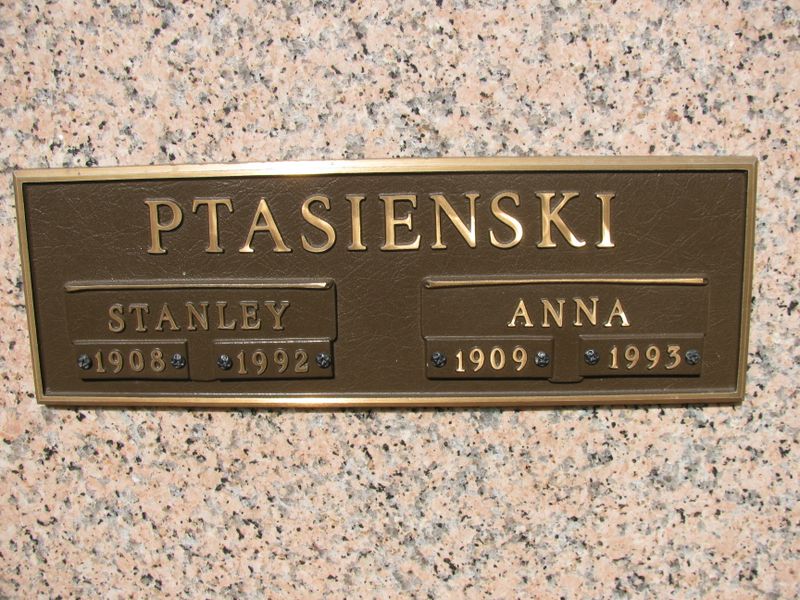 PTASIENSKI
STANLEY ANNA
1908 1992 1909 1993